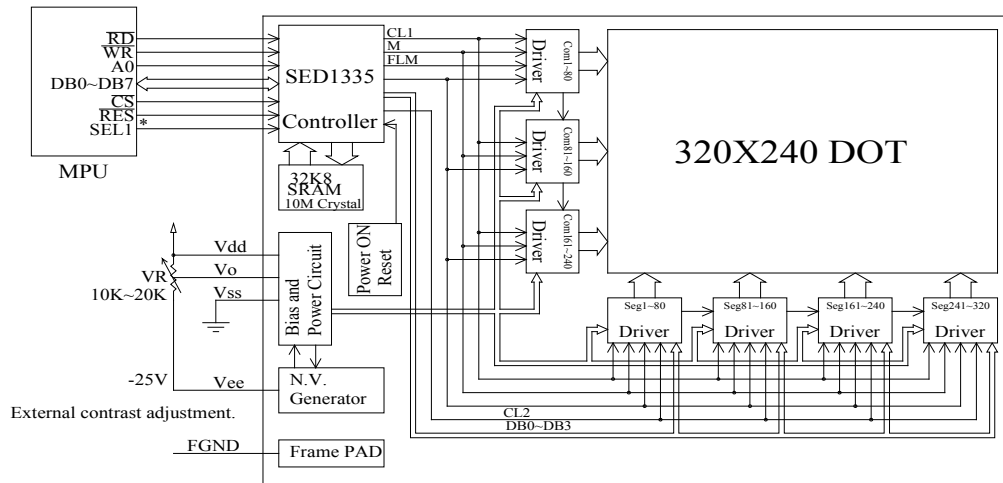 RD
WR
A0
DB0~DB7
CS
RES
SEL1 *
MPU
SED1335
Controller
32K8
SRAM
10M Crystal
Power ON
Reset
CL1
M
FLM
Driver
Com1~80
Driver
Com81~160
Driver
Com161~240
320X240 DOT
Seg1~80
Driver
Seg81~160
Driver
Seg161~240
Driver
Seg241~320
Driver
CL2
DB0~DB3
Vdd
VR
Vo
10K~20K
Vss
Bias and
Power Circuit
-25V
Vee
N.V.
Generator
External contrast adjustment.
FGND
Frame PAD